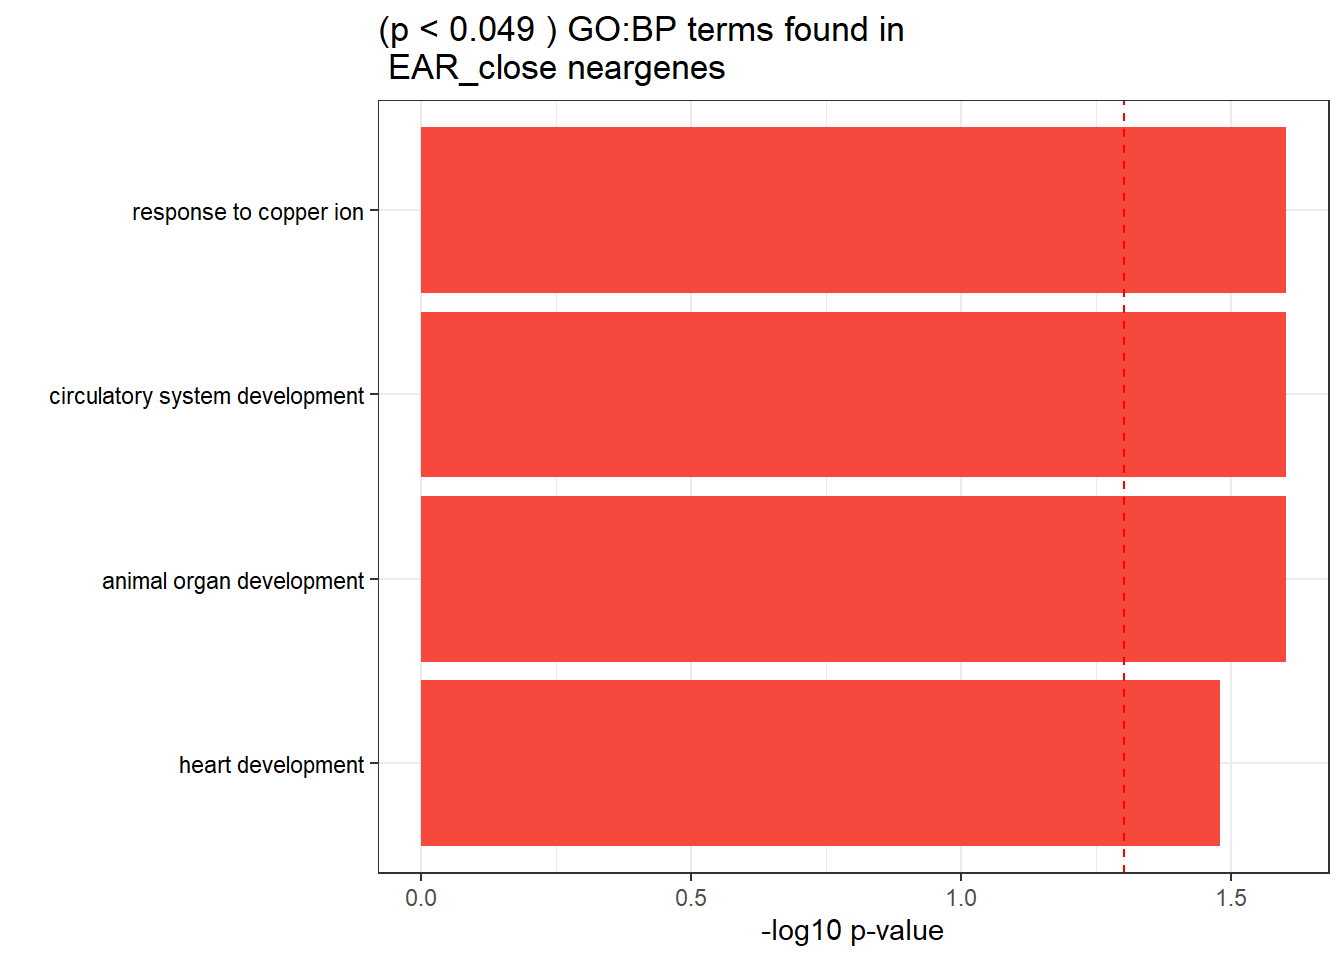 (p < 0.049 ) GO:BP terms found in
EAR_close neargenes
response to copper ion
circulatory system development
animal organ development
heart development
0.0 0.5 1.0 1.5
-log10 p-value